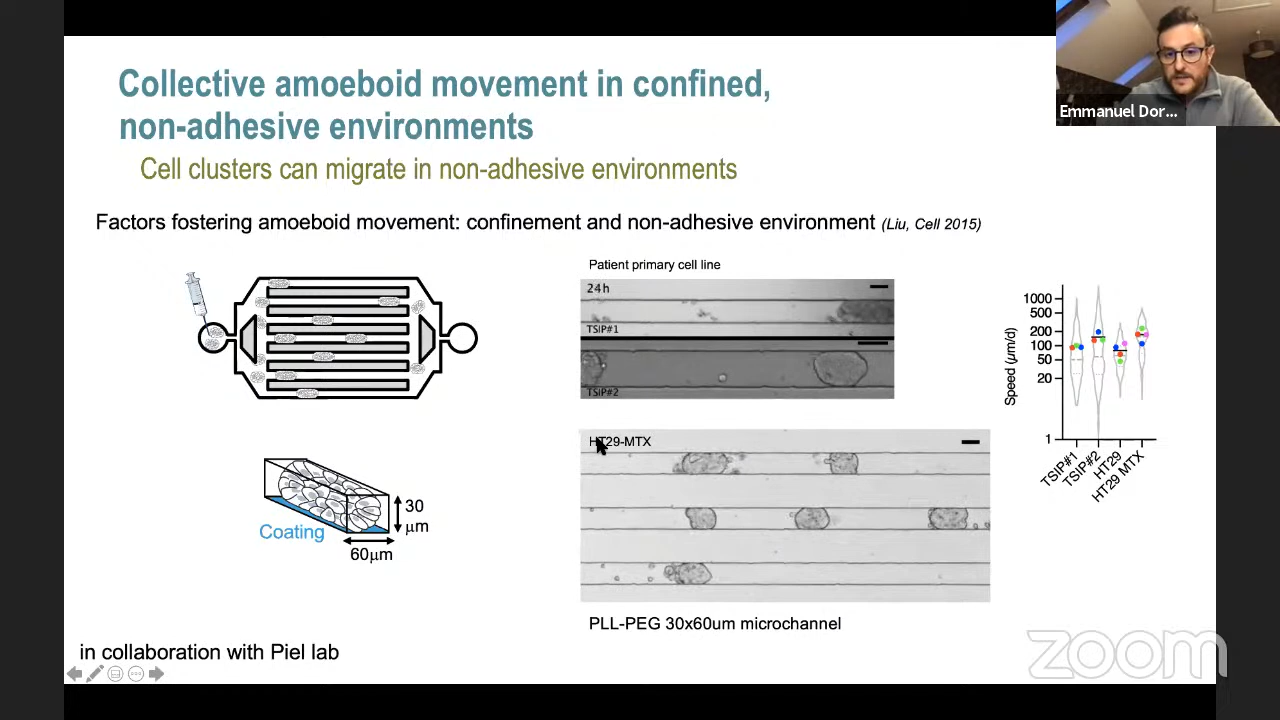 Collective amoeboid movement in confined,
non-adhesive environments
Cell clusters can migrate in non-adhesive environments
Factors fostering amoeboid movement: confinement and non-adhesive environment (Liu, Cell 2015)
Emmanuel Dor...
Patient primary cell line
24h
TSIP#1
TSIP#2
HT29-MTX
PLL-PEG 30x60um microchannel
Coating
30
μm
60μm
Speed (μm/d)
1000
500
200
100
50
20
1
TSIP#1
TSIP#2
HT29
HT29 MTX
in collaboration with Piel lab
zoom